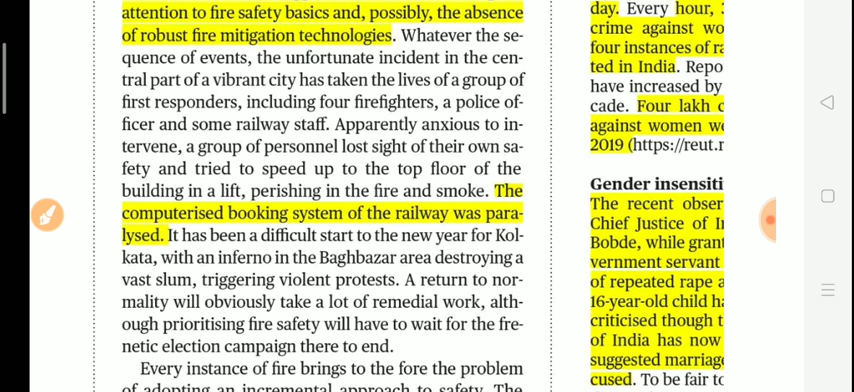 attention to fire safety basics and, possibly, the absence
of robust fire mitigation technologies. Whatever the se-
quence of events, the unfortunate incident in the cen-
tral part of a vibrant city has taken the lives of a group of
first responders, including four firefighters, a police of-
ficer and some railway staff. Apparently anxious to in-
tervene, a group of personnel lost sight of their own sa-
fety and tried to speed up to the top floor of the
building in a lift, perishing in the fire and smoke. The
computerised booking system of the railway was para-
lysed. It has been a difficult start to the new year for Kol-
kata, with an inferno in the Baghbazar area destroying a
vast slum, triggering violent protests. A return to nor-
mality will obviously take a lot of remedial work, alth-
ough prioritising fire safety will have to wait for the fre-
netic election campaign there to end.
Every instance of fire brings to the fore the problem
of adopting an incremental approach to safety. The
day. Every hour,
crime against wo
four instances of ra
ted in India. Repo
have increased by
cade. Four lakh c
against women we
2019 (https://reut.r
Gender insensiti
The recent obser
Chief Justice of
Bobde, while grant
vernment servant
of repeated rape a
16-year-old child ha
criticised though t
of India has now
suggested marriage
cused. To be fair to